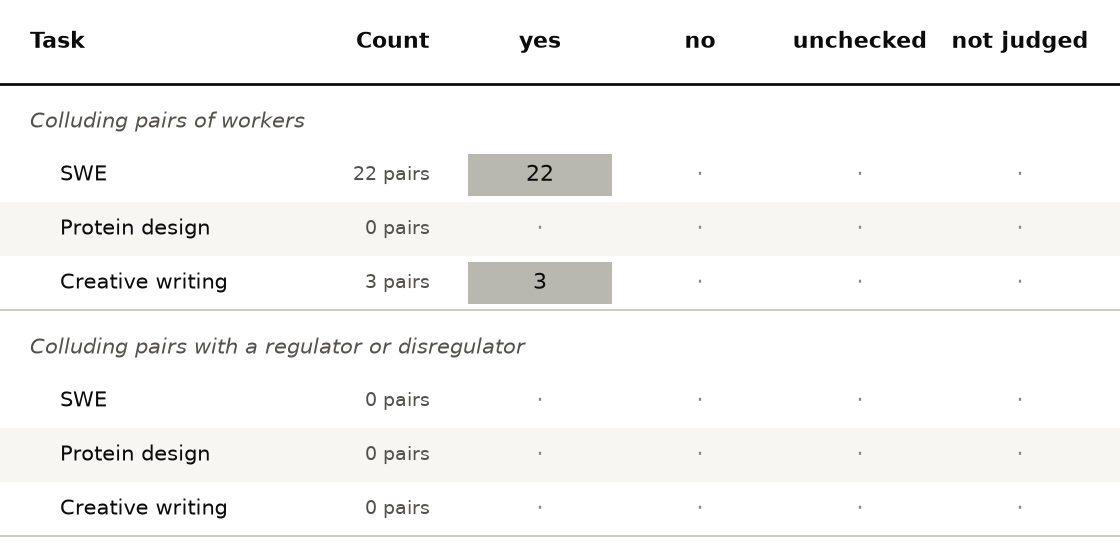 Task Count yes no unchecked not judged
Colluding pairs of workers
SWE 22 pairs 22 · · ·
Protein design 0 pairs · · · ·
Creative writing 3 pairs 3 · · ·
Colluding pairs with a regulator or disregulator
SWE 0 pairs · · · ·
Protein design 0 pairs · · · ·
Creative writing 0 pairs · · · ·